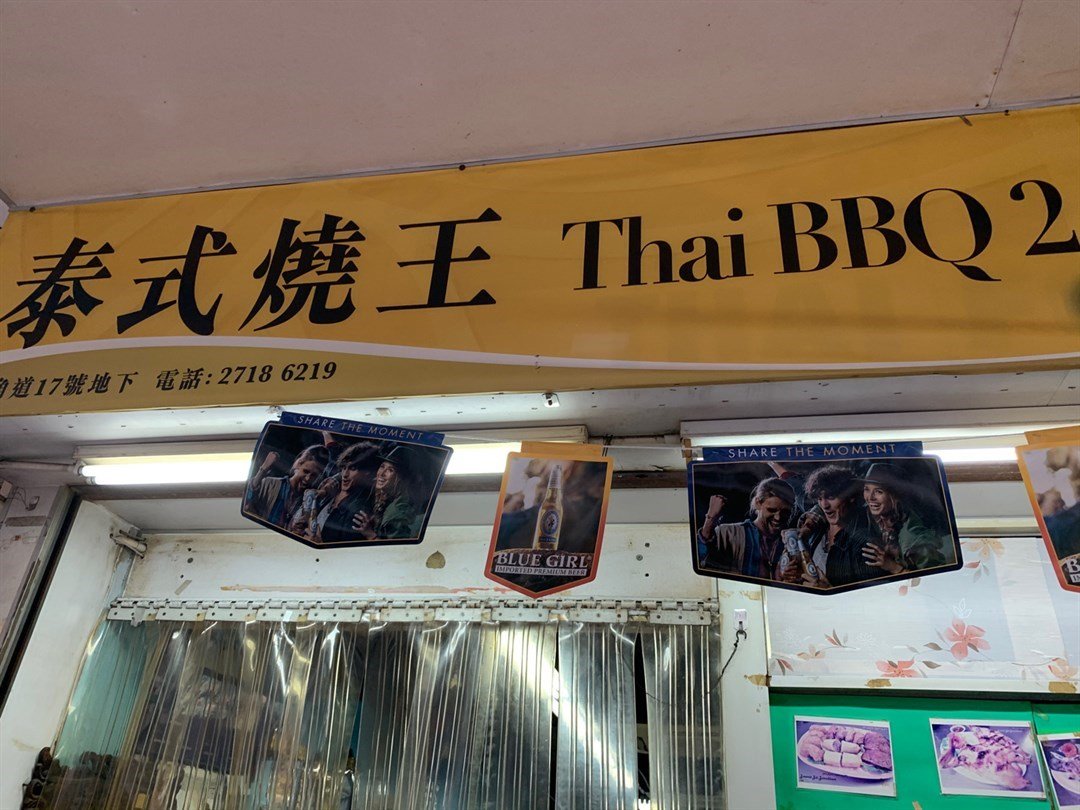 泰式燒王 Thai BBQ 2
道17號地下 電話: 2718 6219
SHARE THE MOMENT
BLUE GIRL
IMPORTED PREMIUM BEER
SHARE THE MOMENT